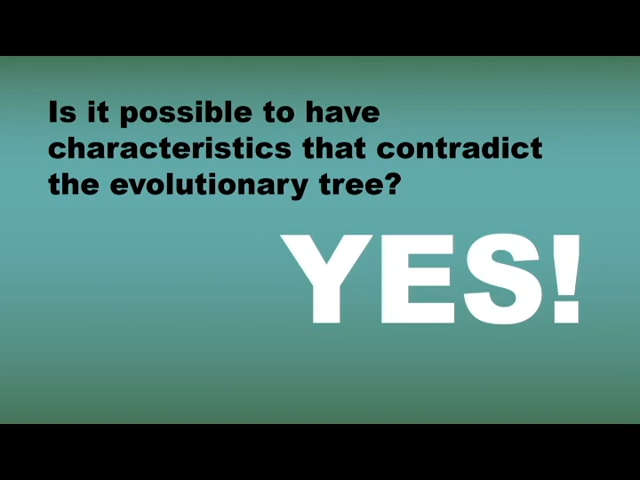 Is it possible to have
characteristics that contradict
the evolutionary tree?
YES!